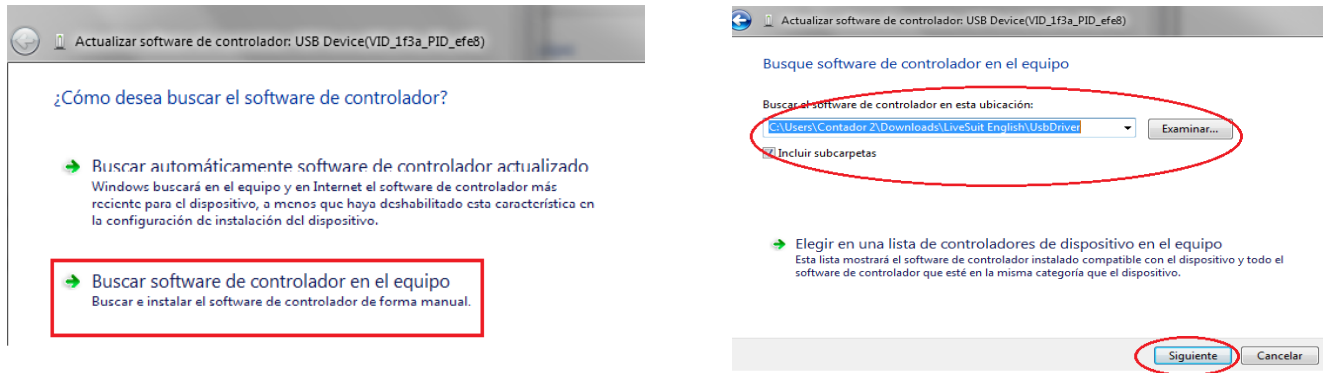 Actualizar software de controlador: USB Device(VID_1f3a_PID_efe8)
¿Cómo desea buscar el software de controlador?
Buscar automáticamente software de controlador actualizado
Windows buscará en el equipo y en Internet el software de controlador más
reciente para el dispositivo, a menos que haya deshabilitado esta característica en
la configuración de instalación del dispositivo.
Buscar software de controlador en el equipo
Buscar e instalar el software de controlador de forma manual.
Actualizar software de controlador: USB Device(VID_1f3a_PID_efe8)
Busque software de controlador en el equipo
Buscar el software de controlador en esta ubicación:
C:\Users\Contador 2\Downloads\LiveSuit English\UsbDriver
Examinar...
Incluir subcarpetas
Elegir en una lista de controladores de dispositivo en el equipo
Esta lista mostrará el software de controlador instalado compatible con el dispositivo y todo el
software de controlador que esté en la misma categoría que el dispositivo.
Siguiente
Cancelar